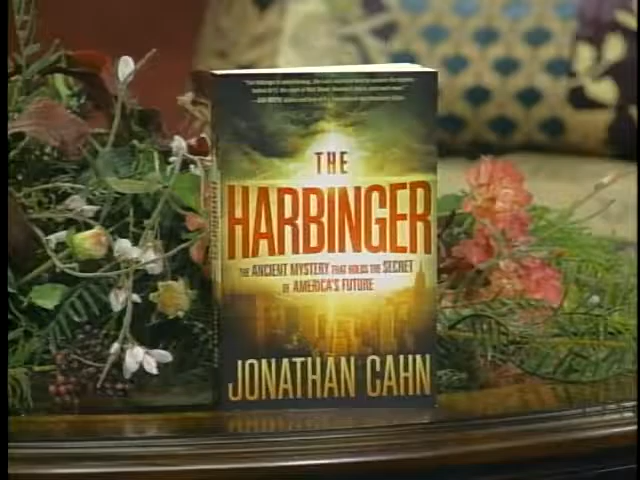 THE
HARBINGER
THE ANCIENT MYSTERY THAT HOLDS THE SECRET
OF AMERICA'S FUTURE
JONATHAN CAHN